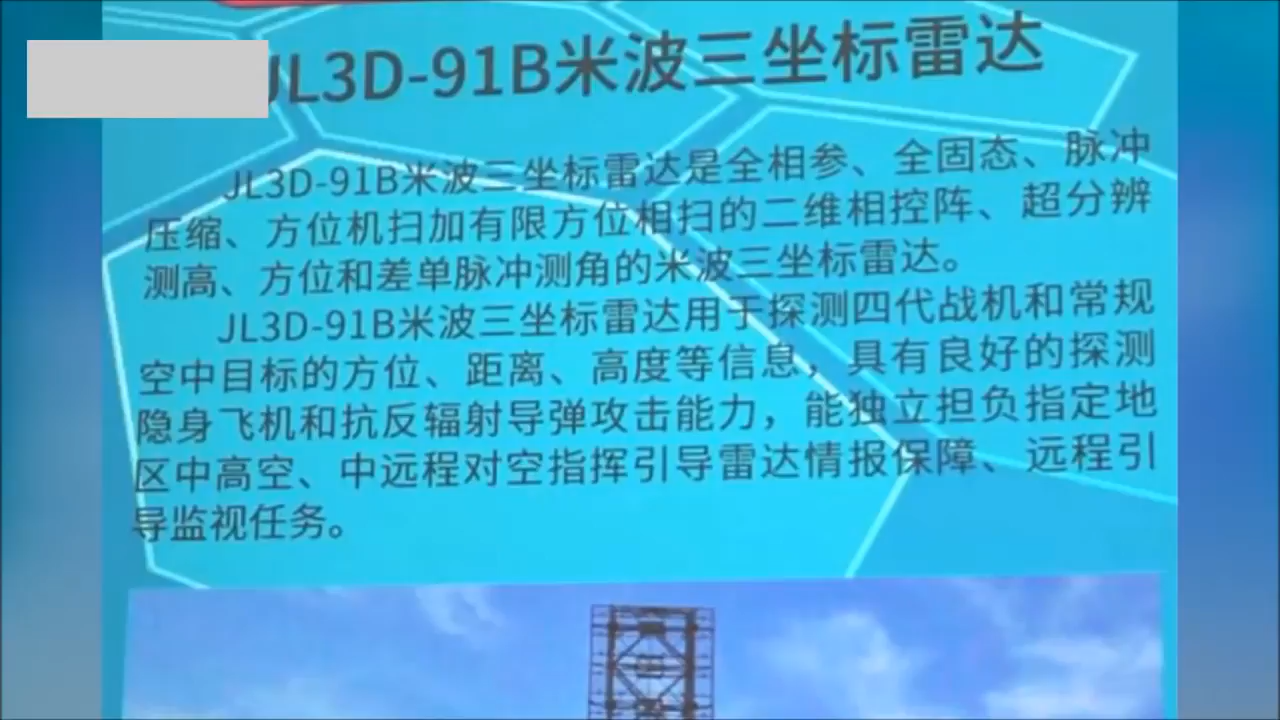 JL3D-91B米波三坐标雷达
JL3D-91B米波三坐标雷达是全相参、全固态、脉冲
压缩、方位机扫加有限方位相扫的二维相控阵、超分辨
测高、方位和差单脉冲测角的米波三坐标雷达。
JL3D-91B米波三坐标雷达用于探测四代战机和常规
空中目标的方位、距离、高度等信息，具有良好的探测
隐身飞机和抗反辐射导弹攻击能力，能独立担负指定地
区中高空、中远程对空指挥引导雷达情报保障、远程引
导监视任务。